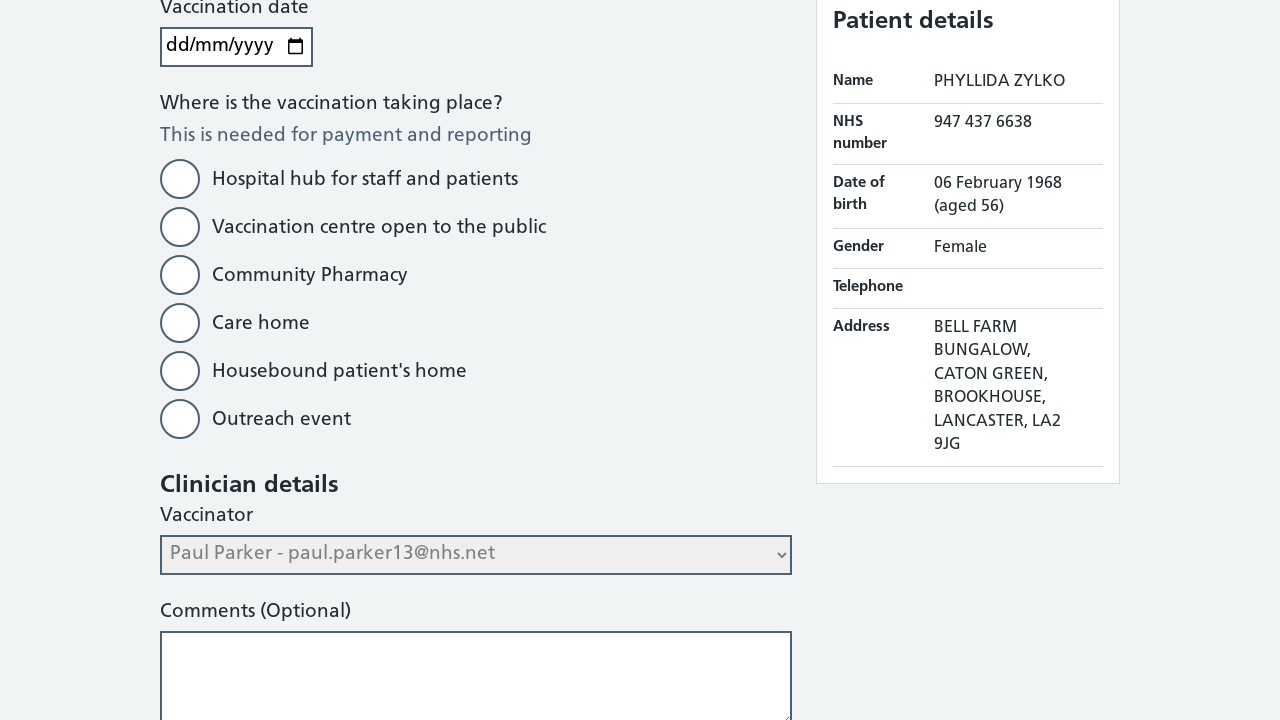 Vaccination date
dd/mm/yyyy
Where is the vaccination taking place?
This is needed for payment and reporting
Hospital hub for staff and patients
Vaccination centre open to the public
Community Pharmacy
Care home
Housebound patient's home
Outreach event
Clinician details
Vaccinator
Paul Parker - paul.parker13@nhs.net
Comments (Optional)
Patient details
Name PHYLLIDA ZYLKO
NHS number 947 437 6638
Date of birth 06 February 1968
(aged 56)
Gender Female
Telephone
Address BELL FARM
BUNGALOW,
CATON GREEN,
BROOKHOUSE,
LANCASTER, LA2
9JG